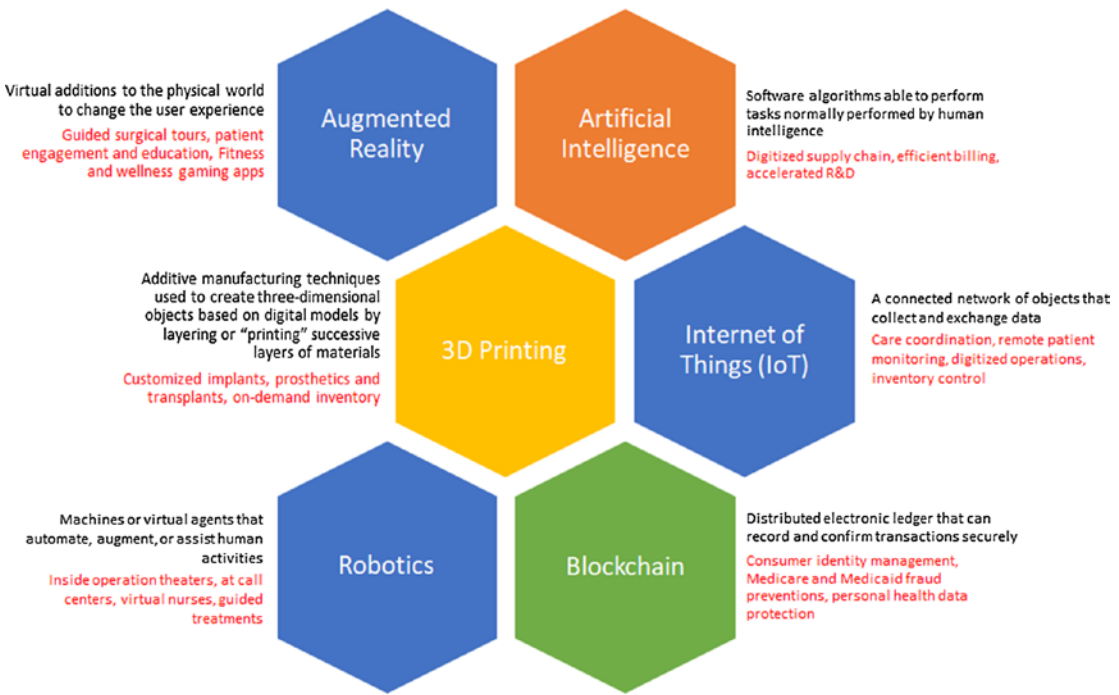 Virtual additions to the physical world
to change the user experience
Guided surgical tours, patient
engagement and education, Fitness
and wellness gaming apps
Augmented
Reality
Artificial
Intelligence
Software algorithms able to perform
tasks normally performed by human
intelligence
Digitized supply chain, efficient billing,
accelerated R&D
Additive manufacturing techniques
used to create three-dimensional
objects based on digital models by
layering or “printing” successive
layers of materials
Customized implants, prosthetics and
transplants, on-demand inventory
3D Printing
Internet of
Things (IoT)
A connected network of objects that
collect and exchange data
Care coordination, remote patient
monitoring, digitized operations,
inventory control
Machines or virtual agents that
automate, augment, or assist human
activities
Inside operation theaters, at call
centers, virtual nurses, guided
treatments
Robotics
Blockchain
Distributed electronic ledger that can
record and confirm transactions securely
Consumer identity management,
Medicare and Medicaid fraud
preventions, personal health data
protection